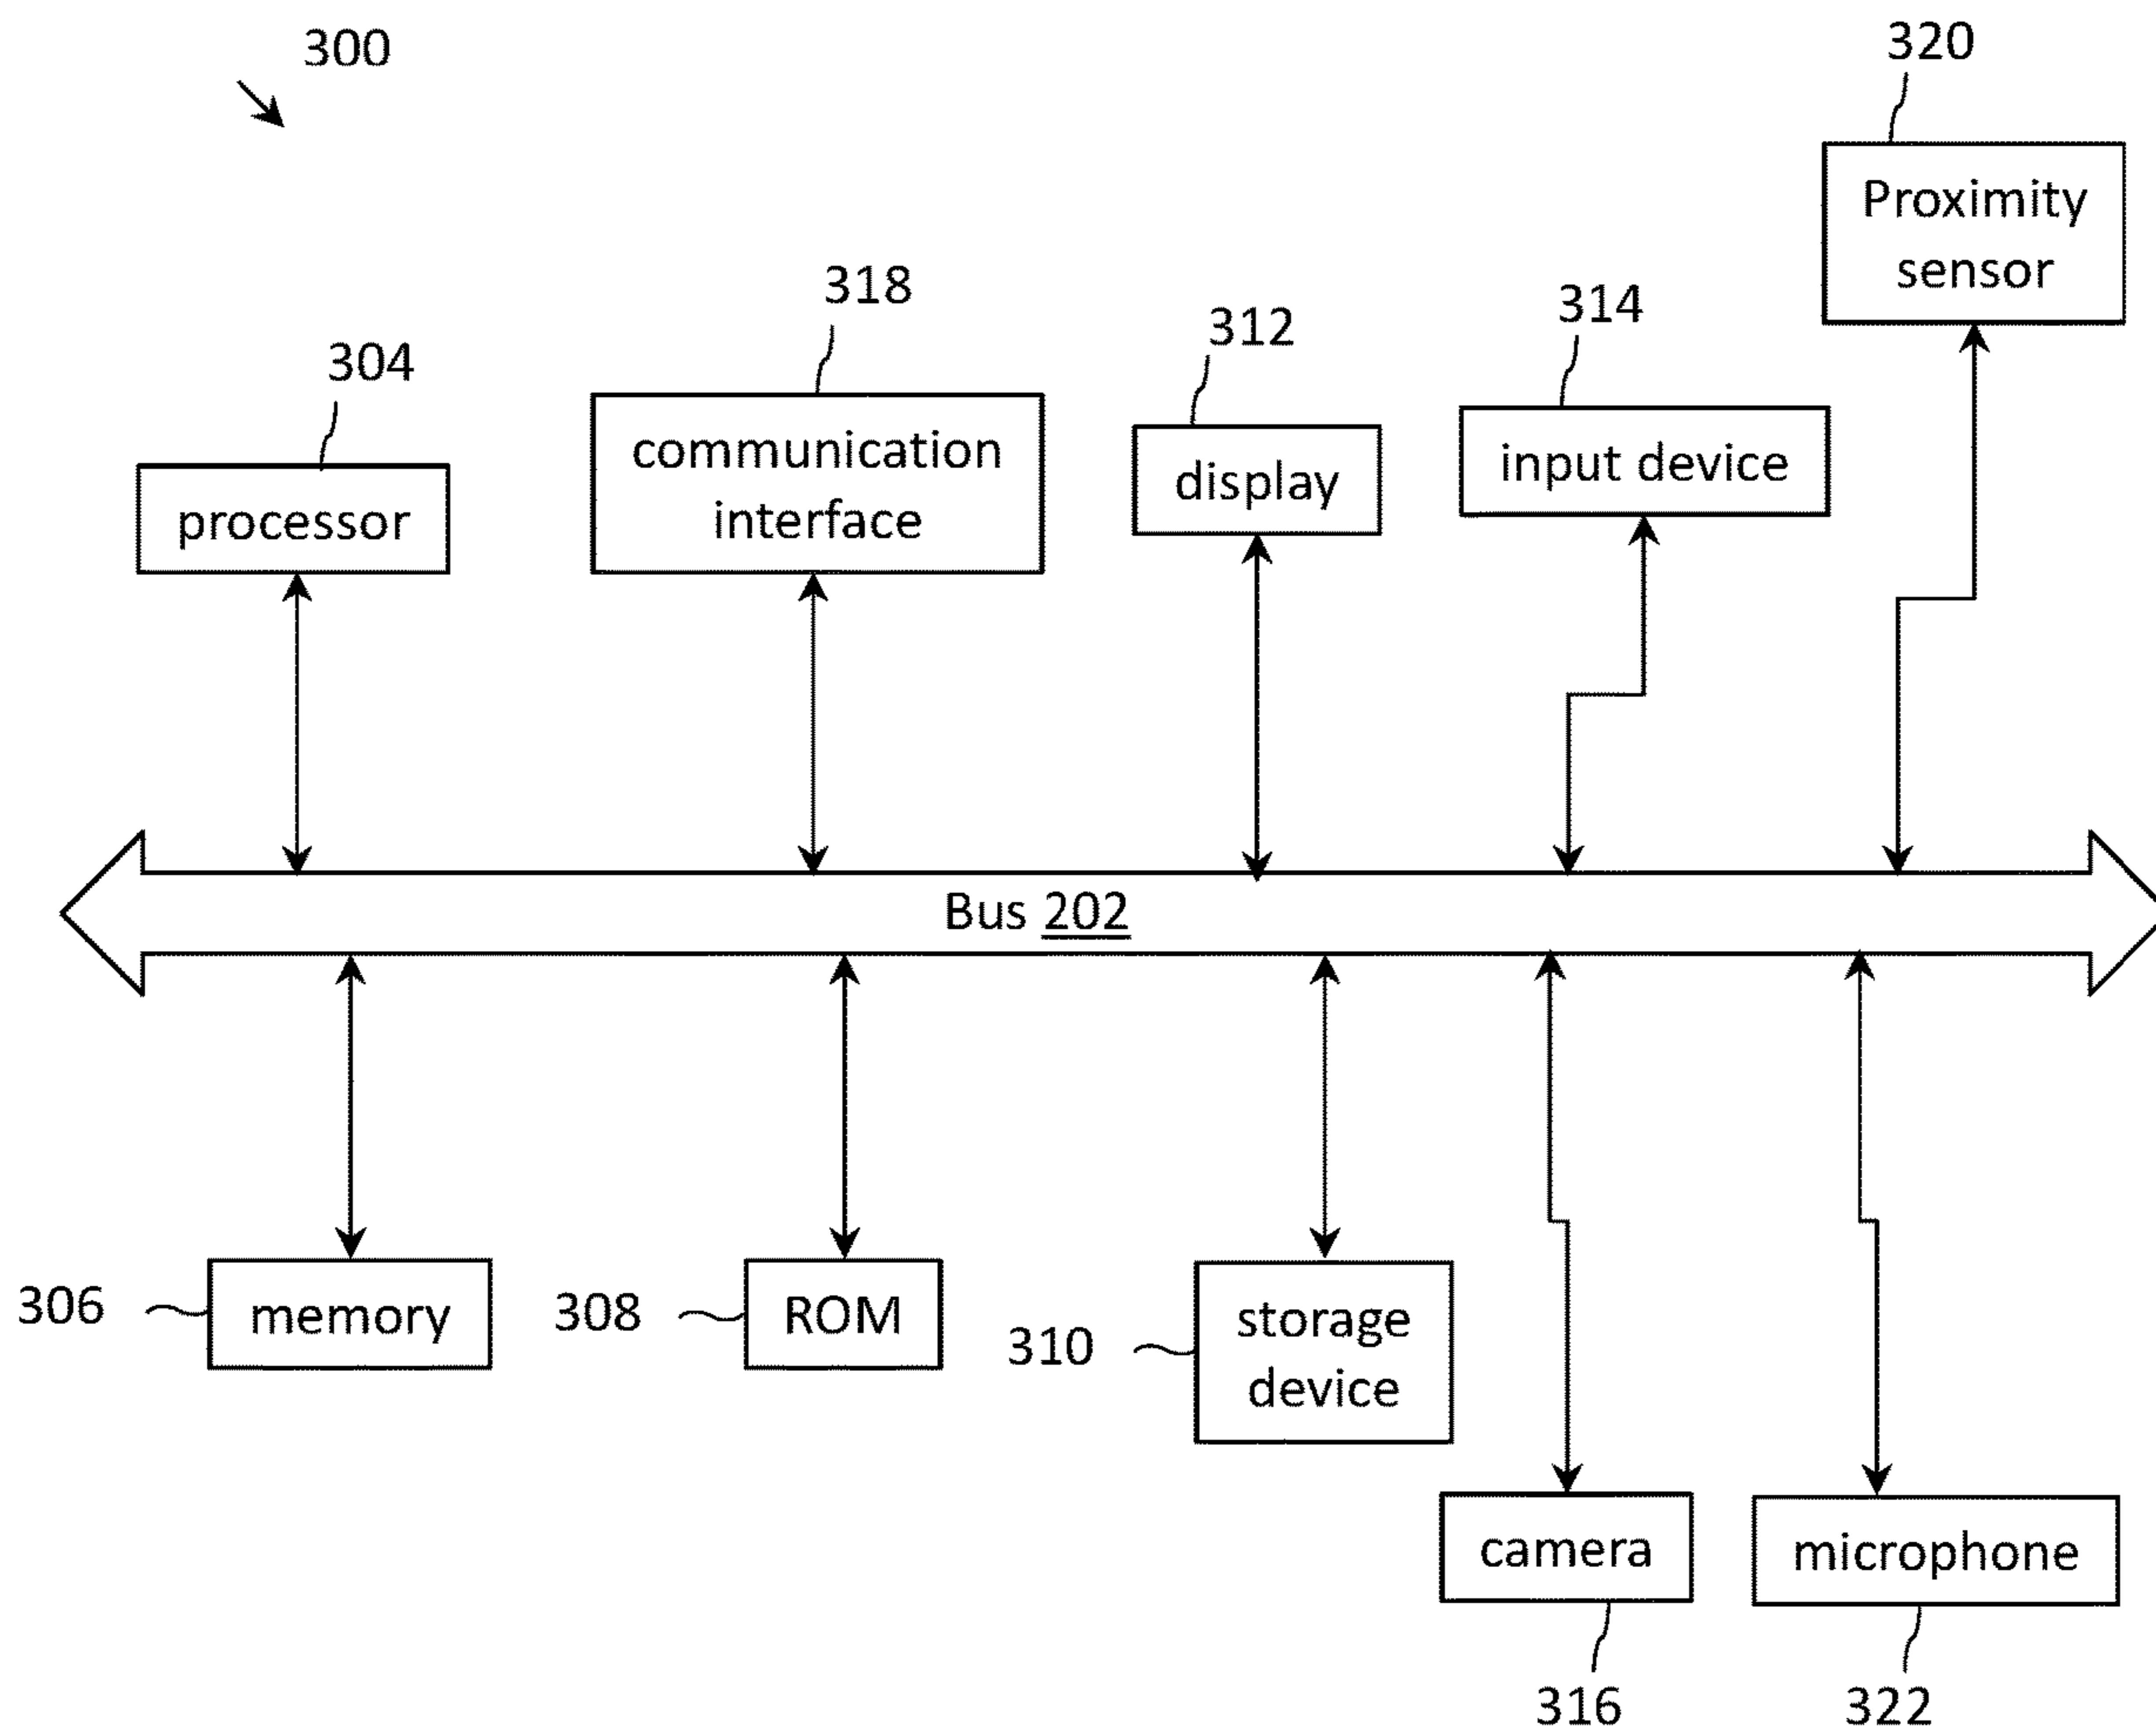 300
320
Proximity
sensor
318
314
312
304
communication
interface
input device
display
processor
Bus 202
306
memory
308
ROM
310
storage
device
camera
microphone
316
322